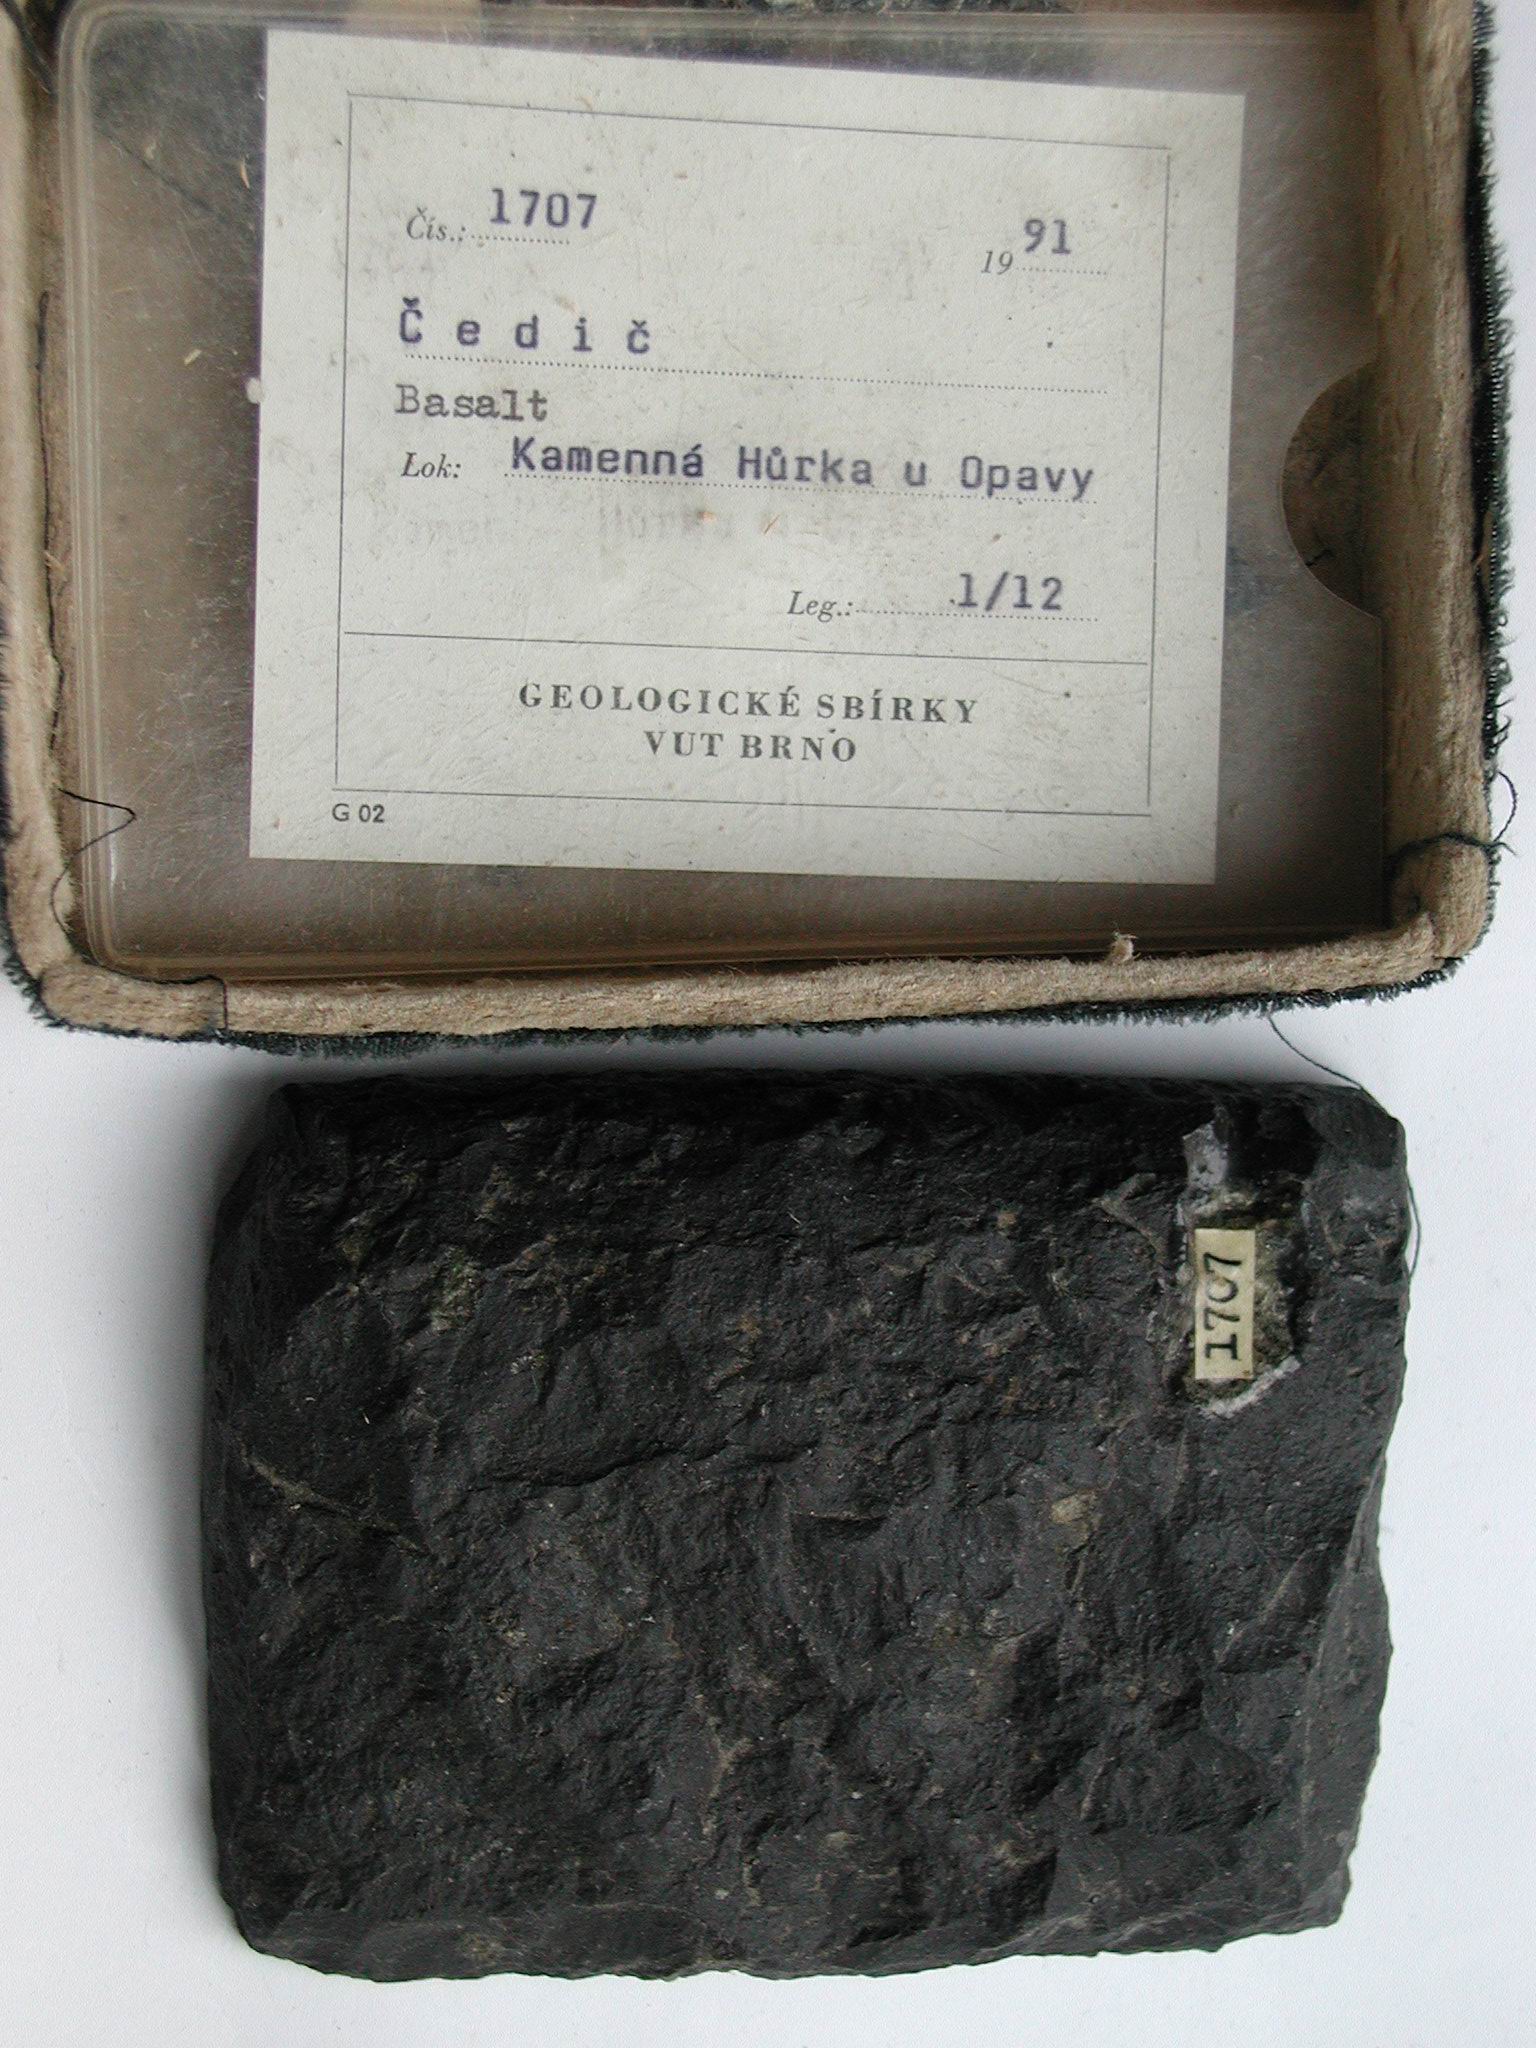 Čís.: 1707
19 91
Čedič
Basalt
Lok: Kamenná Hůrka u Opavy
Leg.: 1/12
GEOLOGICKÉ SBÍRKY
VUT BRNO
G 02
1707